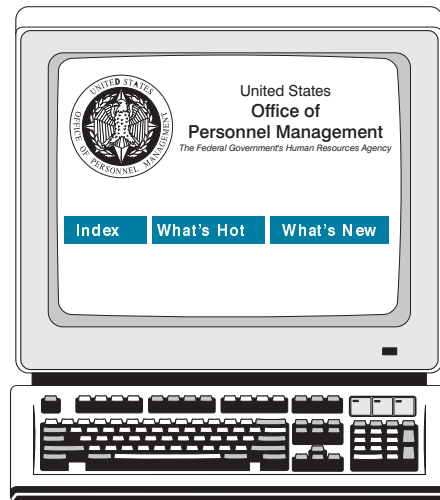 UNITED STATES
OFFICE OF PERSONNEL MANAGEMENT
United States
Office of
Personnel Management
The Federal Government's Human Resources Agency
Index What's Hot What's New